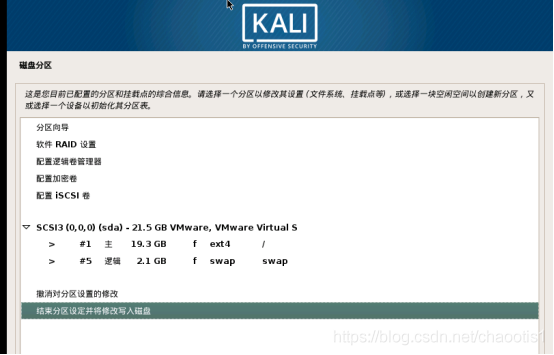 KALI
BY OFFENSIVE SECURITY
磁盘分区
这是您目前已配置的分区和挂载点的综合信息。请选择一个分区以修改其设置 (文件系统、挂载点等) ，或选择一块空闲空间以创建新分区，又
或选择一个设备以初始化其分区表。
分区向导
软件 RAID 设置
配置逻辑卷管理器
配置加密卷
配置 iSCSI 卷
SCSI3 (0,0,0) (sda) - 21.5 GB VMware, VMware Virtual S
> #1 主 19.3 GB f ext4 /
> #5 逻辑 2.1 GB f swap swap
撤消对分区设置的修改
结束分区设定并将修改写入磁盘